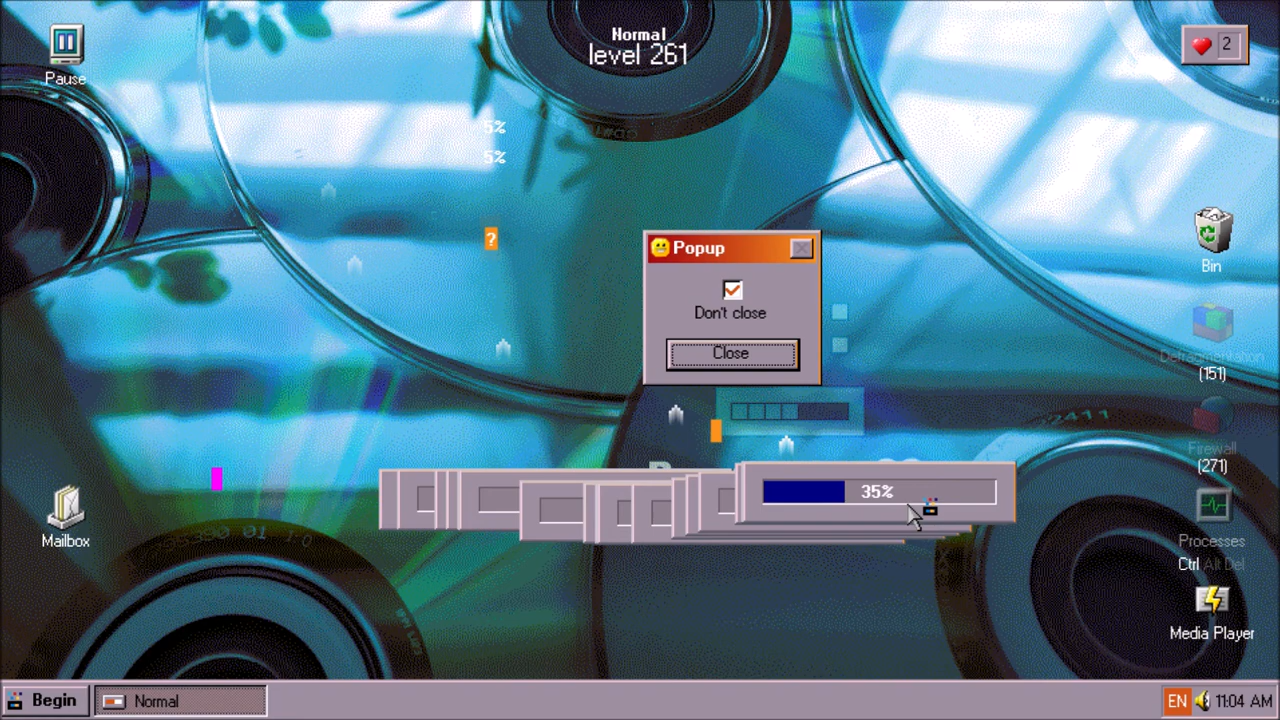 Normal
level 261
Pause
2
5%
5%
?
Popup
Don't close
Close
Bin
Defragmentation
(151)
Firewall
(271)
35%
Mailbox
Processes
Ctrl Alt Del
Media Player
Begin
Normal
EN
11:04 AM